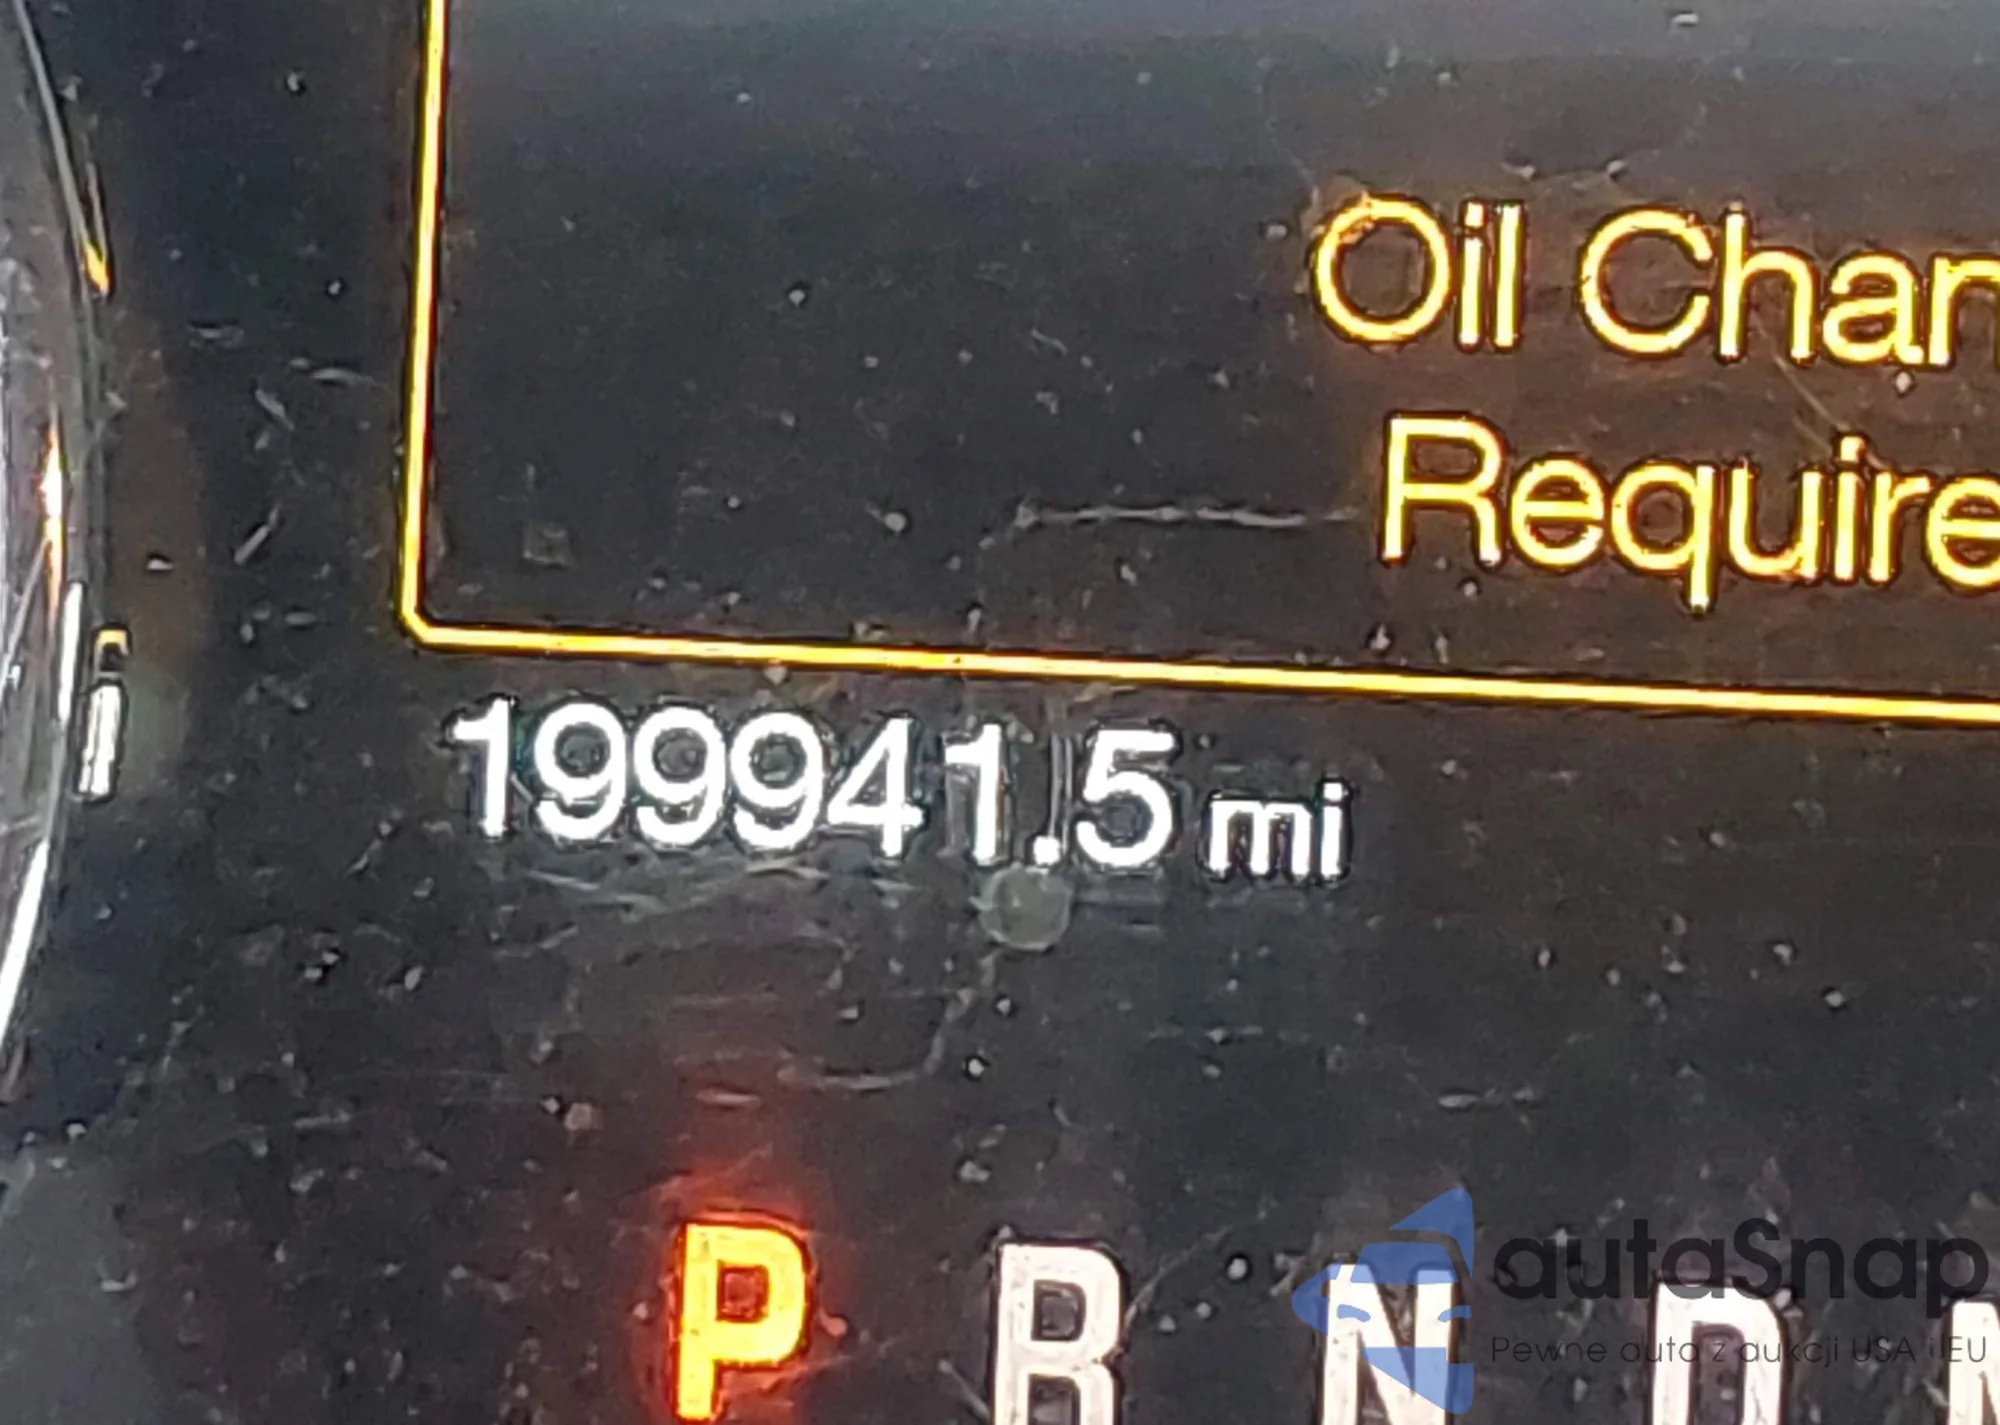 Oil Chan
Require
199941.5 mi
P R N D M
autaSnap
Pewne auta z aukcji USA i EU